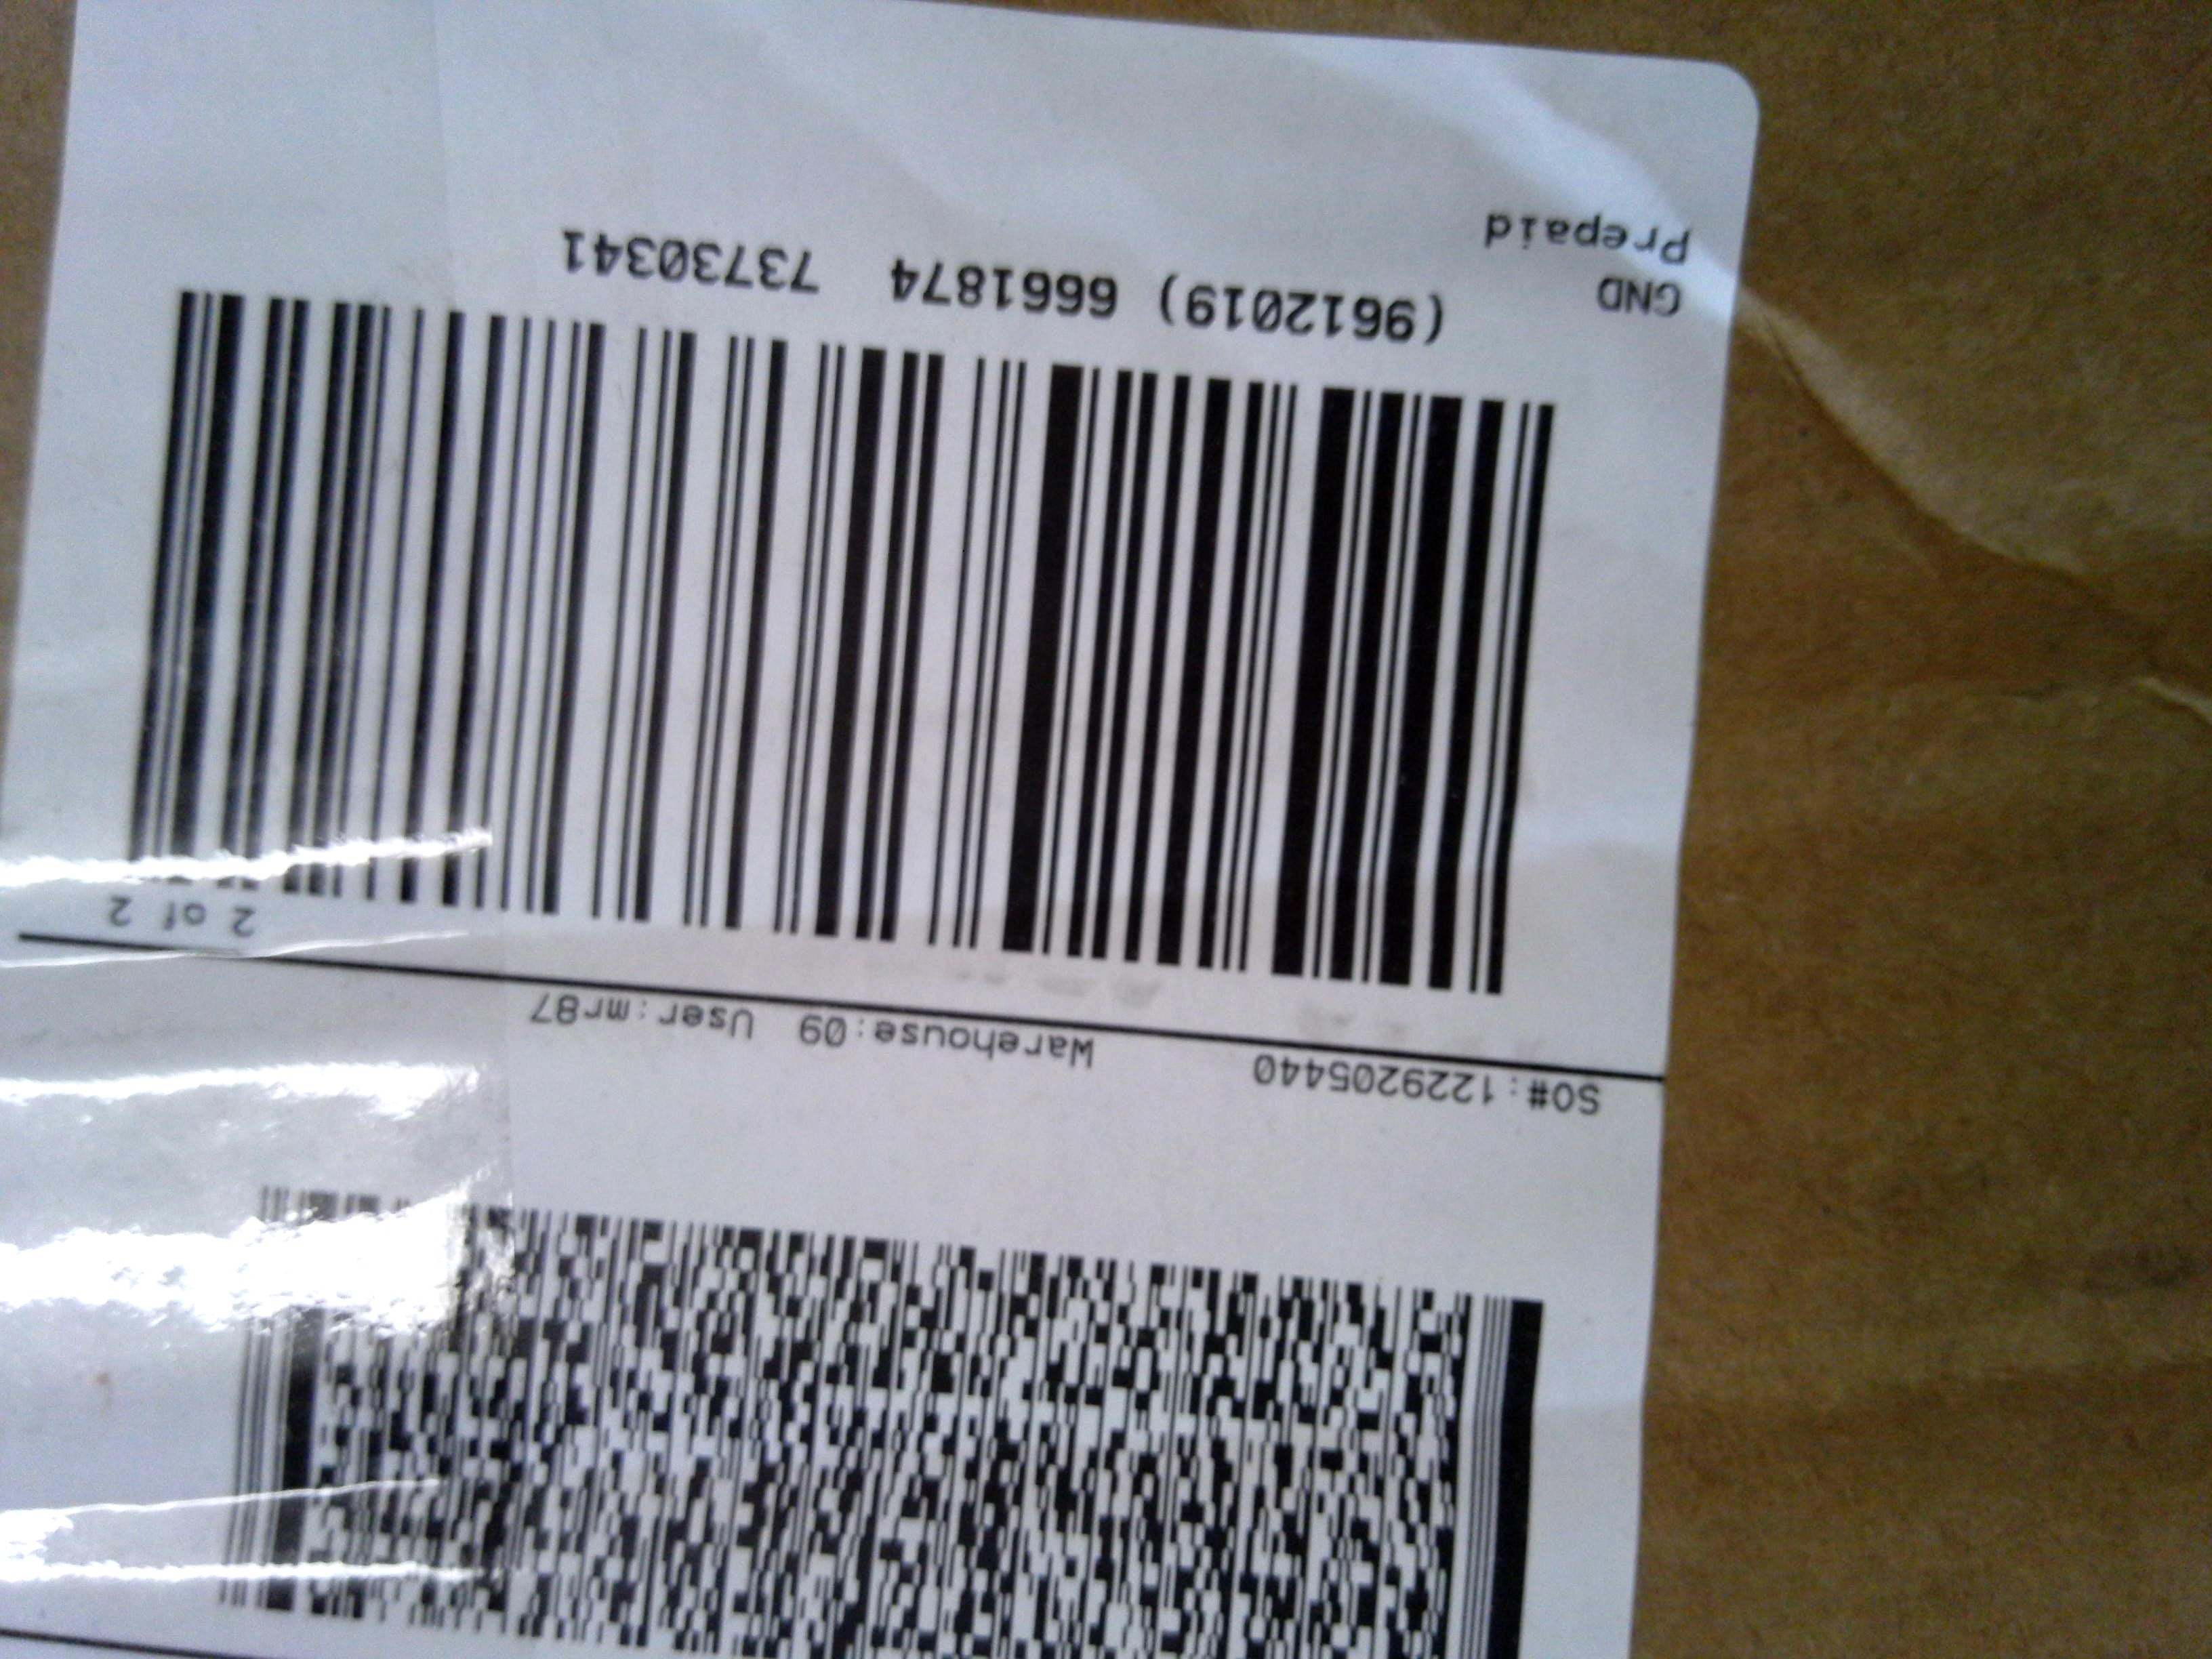 2 of 2
SO#:1229205440 Warehouse:09 User:mr87
GND
Prepaid
(9612019) 6661874 73730341